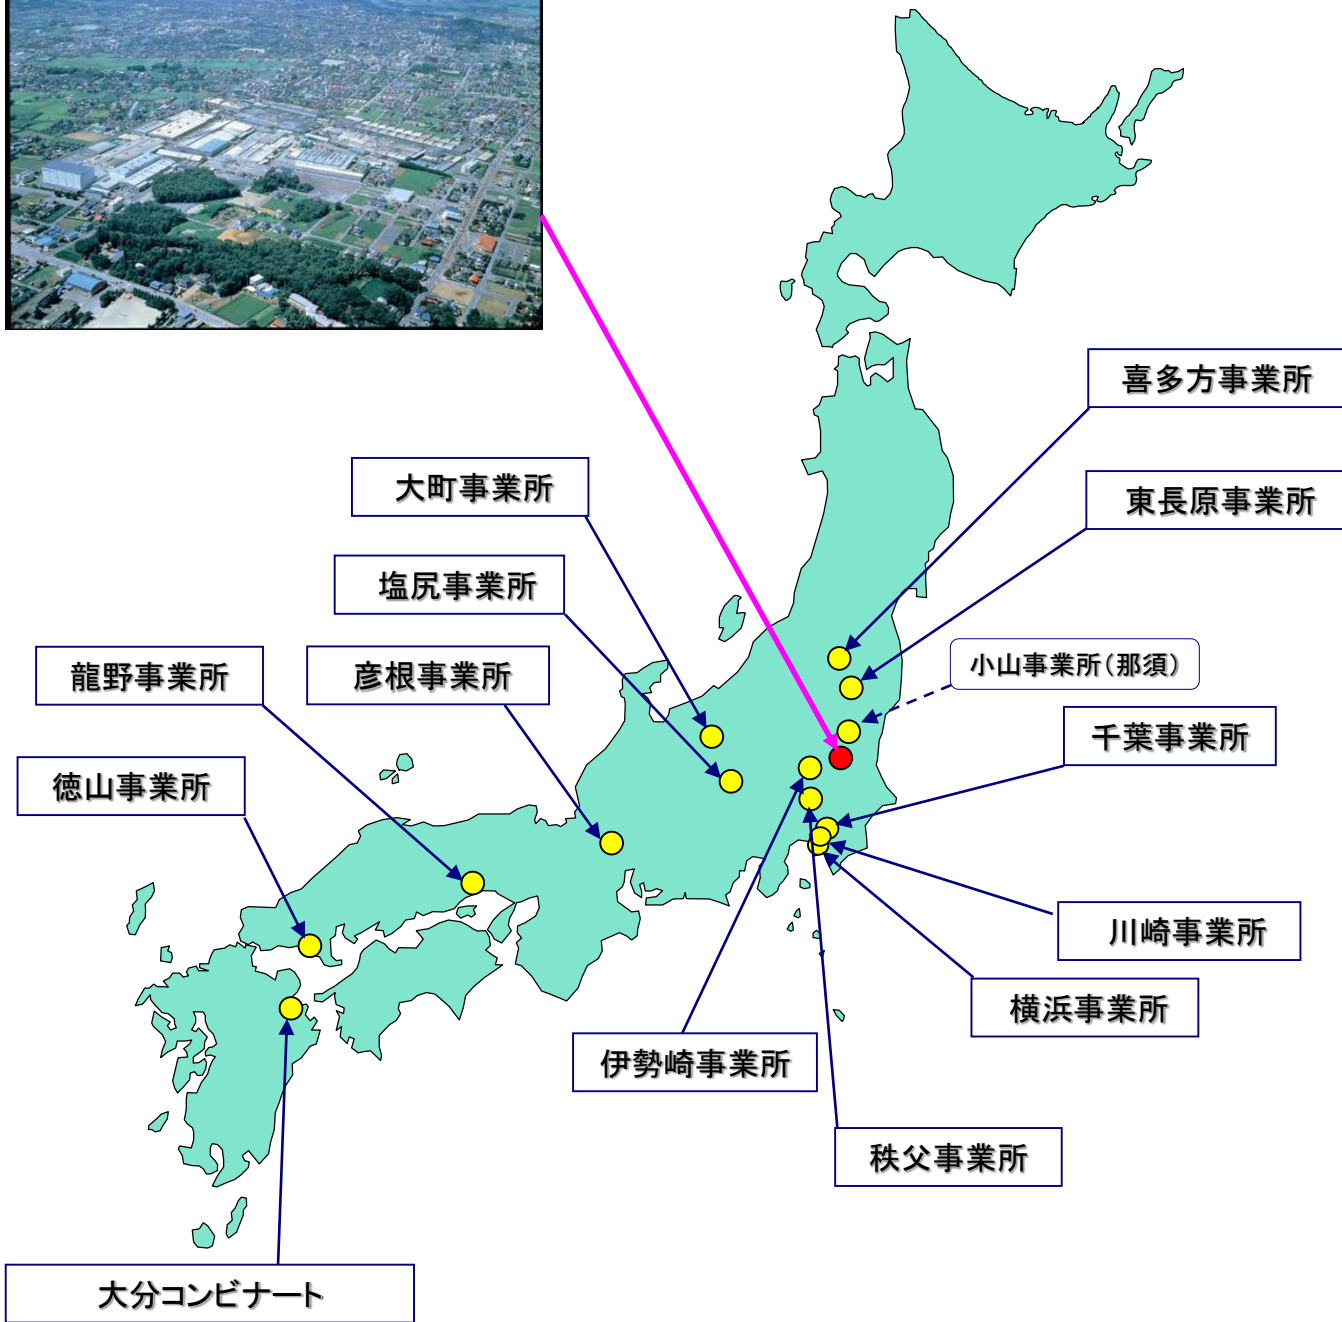 喜多方事業所
大町事業所
東長原事業所
塩尻事業所
小山事業所(那須)
龍野事業所
彦根事業所
千葉事業所
徳山事業所
川崎事業所
横浜事業所
伊勢崎事業所
秩父事業所
大分コンビナート